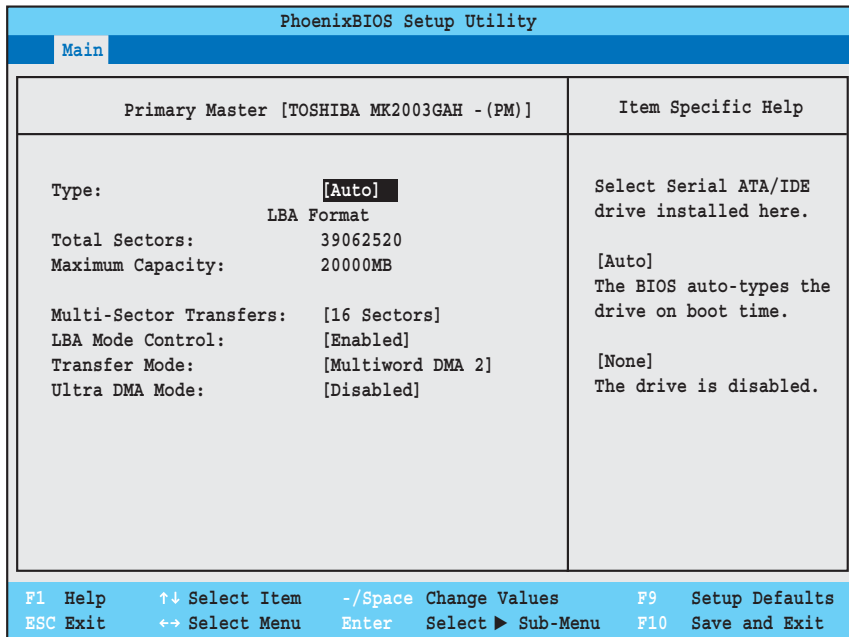 PhoenixBIOS Setup Utility
Main
Primary Master [TOSHIBA MK2003GAH -(PM)]
Item Specific Help
Type: [Auto]
LBA Format
Total Sectors: 39062520
Maximum Capacity: 20000MB
Multi-Sector Transfers: [16 Sectors]
LBA Mode Control: [Enabled]
Transfer Mode: [Multiword DMA 2]
Ultra DMA Mode: [Disabled]
Select Serial ATA/IDE
drive installed here.
[Auto]
The BIOS auto-types the
drive on boot time.
[None]
The drive is disabled.
F1 Help ↑↓ Select Item -/Space Change Values F9 Setup Defaults
ESC Exit ←→ Select Menu Enter Select ▶ Sub-Menu F10 Save and Exit